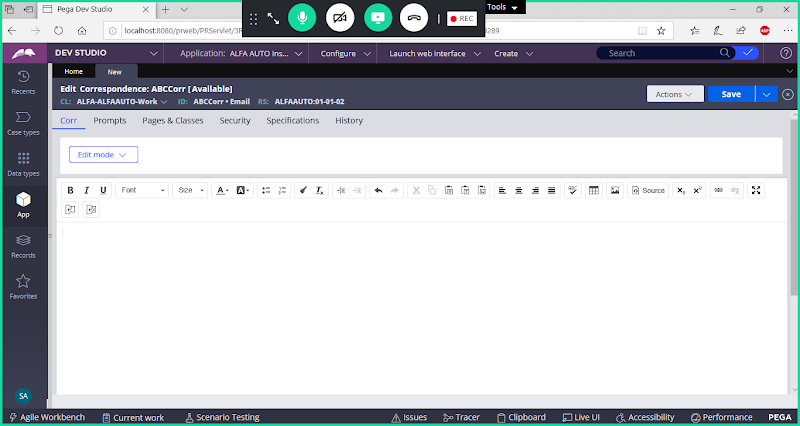 Pega Dev Studio
Tools
REC
localhost:8080/prweb/PRServlet/3F
0289
DEV STUDIO
Application: ALFA AUTO Ins...
Configure
Launch web interface
Create
Search
Home
New
Recents
Edit Correspondence: ABCCorr [Available]
CL: ALFA-ALFAAUTO-Work
ID: ABCCorr • Email
RS: ALFAAUTO:01-01-02
Actions
Save
Case types
Corr
Prompts
Pages & Classes
Security
Specifications
History
Data types
Edit mode
App
B I U
Font
Size
A
A
Source
X₂ X²
Records
Favorites
SA
Agile Workbench
Current work
Scenario Testing
Issues
Tracer
Clipboard
Live UI
Accessibility
Performance
PEGA